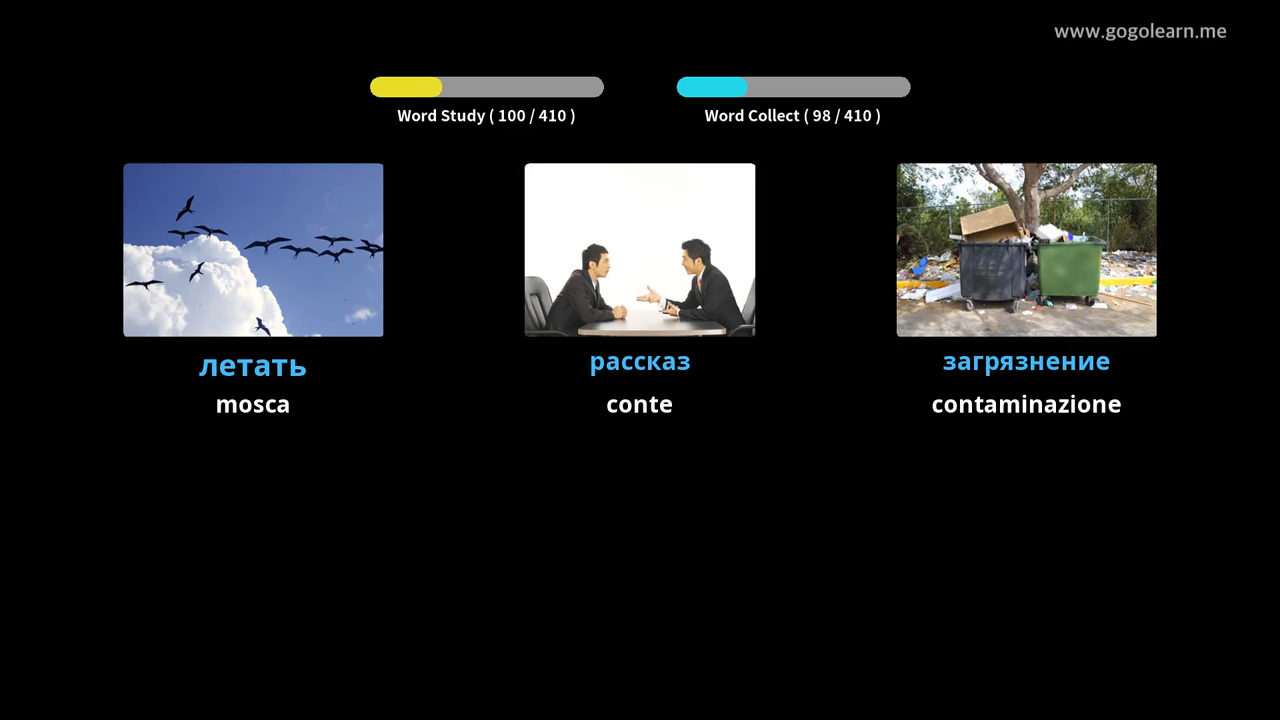 www.gogolearn.me
Word Study ( 100 / 410 )
Word Collect ( 98 / 410 )
летать
рассказ
загрязнение
mosca
conte
contaminazione